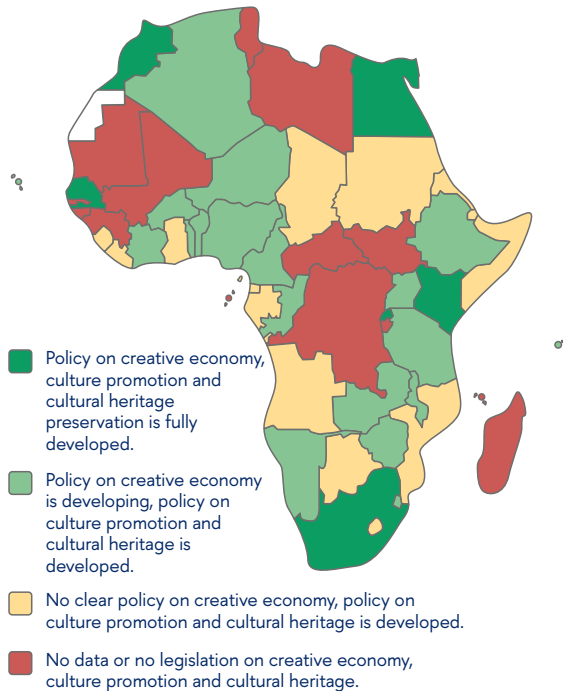 Policy on creative economy,
culture promotion and
cultural heritage
preservation is fully
developed.
Policy on creative economy
is developing, policy on
culture promotion and
cultural heritage is
developed.
No clear policy on creative economy, policy on
culture promotion and cultural heritage is developed.
No data or no legislation on creative economy,
culture promotion and cultural heritage.